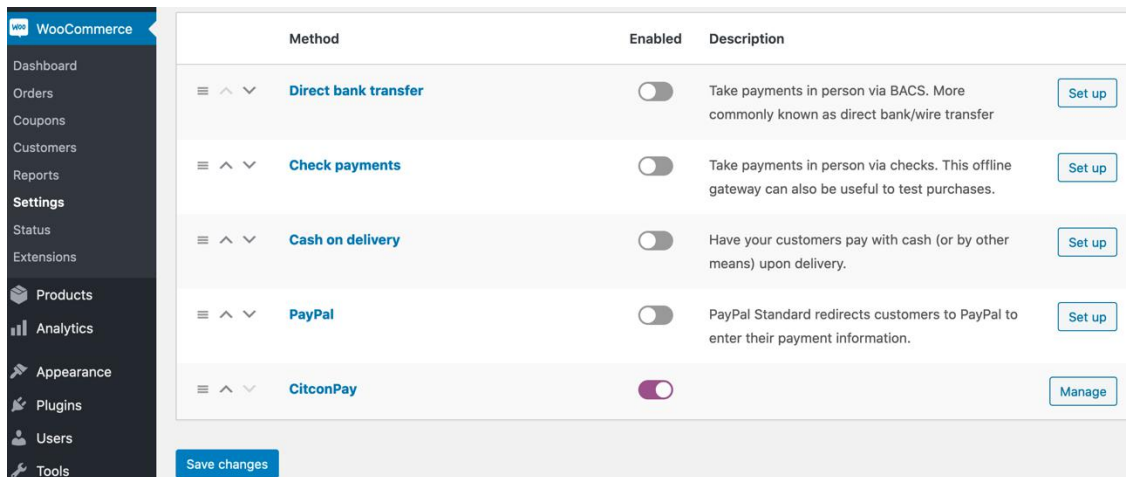 Woo WooCommerce
Dashboard
Orders
Coupons
Customers
Reports
Settings
Status
Extensions
Products
Analytics
Appearance
Plugins
Users
Tools
Method Enabled Description
Direct bank transfer Take payments in person via BACS. More Set up
commonly known as direct bank/wire transfer
Check payments Take payments in person via checks. This offline Set up
gateway can also be useful to test purchases.
Cash on delivery Have your customers pay with cash (or by other Set up
means) upon delivery.
PayPal PayPal Standard redirects customers to PayPal to Set up
enter their payment information.
CitconPay Manage
Save changes